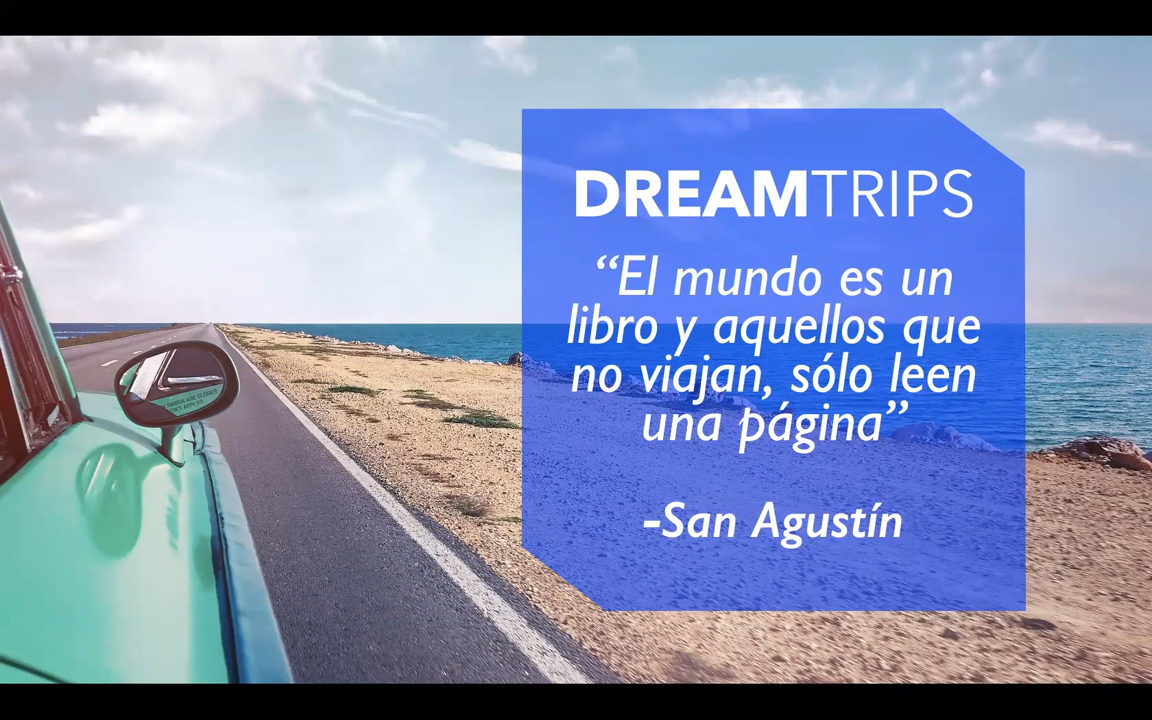 DREAMTRIPS
“El mundo es un
libro y aquellos que
no viajan, sólo leen
una página”
-San Agustín